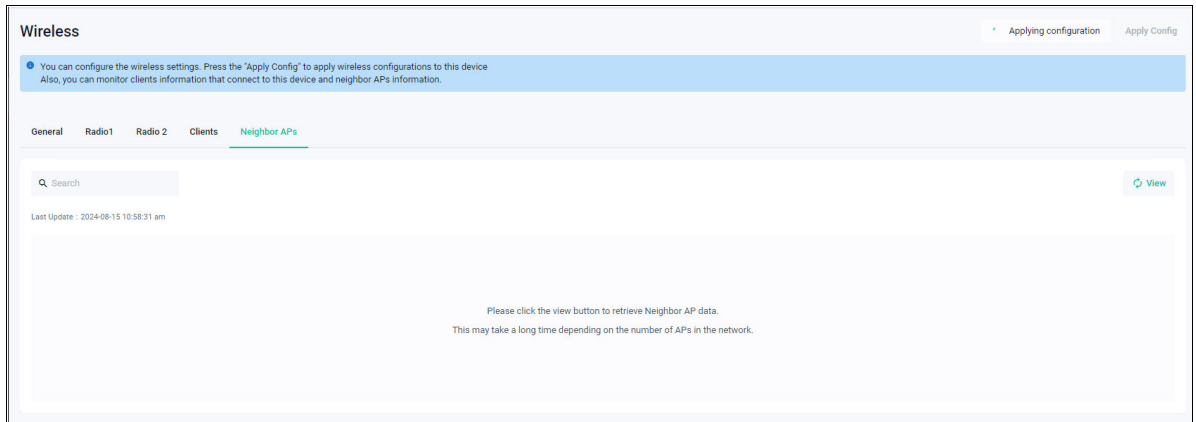 Wireless
Applying configuration
Apply Config
You can configure the wireless settings. Press the "Apply Config" to apply wireless configurations to this device
Also, you can monitor clients information that connect to this device and neighbor APs information.
General Radio1 Radio 2 Clients Neighbor APs
Search
View
Last Update : 2024-08-15 10:58:31 am
Please click the view button to retrieve Neighbor AP data.
This may take a long time depending on the number of APs in the network.